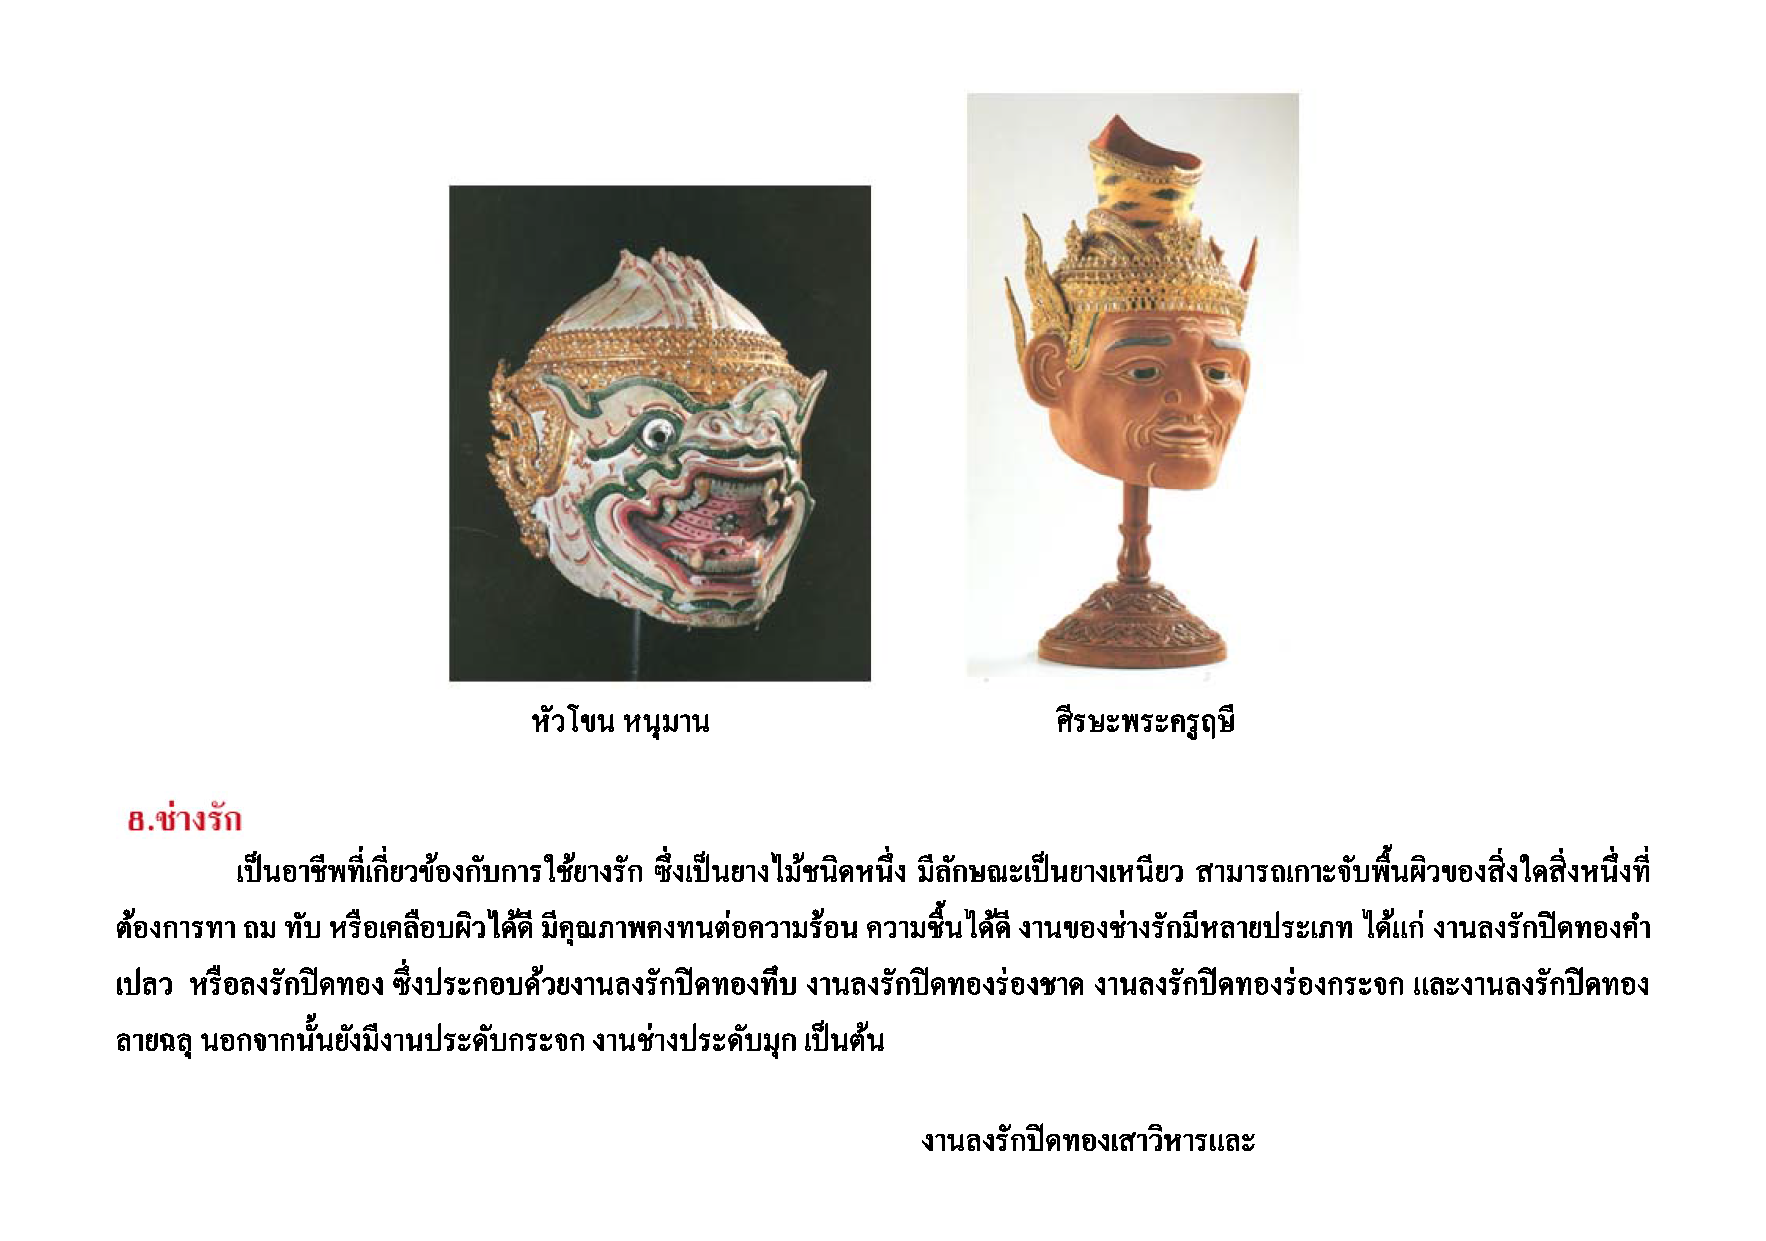 หัวโขน หนุมาน
ศีรษะพระครูฤษี
8.ช่างรัก
เป็นอาชีพที่เกี่ยวข้องกับการใช้ยางรัก ซึ่งเป็นยางไม้ชนิดหนึ่ง มีลักษณะเป็นยางเหนียว สามารถเกาะจับพื้นผิวของสิ่งใดสิ่งหนึ่งที่
ต้องการทา ถม ทับ หรือเคลือบผิวได้ดี มีคุณภาพคงทนต่อความร้อน ความชื้นได้ดี งานของช่างรักมีหลายประเภท ได้แก่ งานลงรักปิดทองคำ
เปลว หรือลงรักปิดทอง ซึ่งประกอบด้วยงานลงรักปิดทองทึบ งานลงรักปิดทองร่องชาด งานลงรักปิดทองร่องกระจก และงานลงรักปิดทอง
ลายฉลุ นอกจากนั้นยังมีงานประดับกระจก งานช่างประดับมุก เป็นต้น
งานลงรักปิดทองเสาวิหารและ